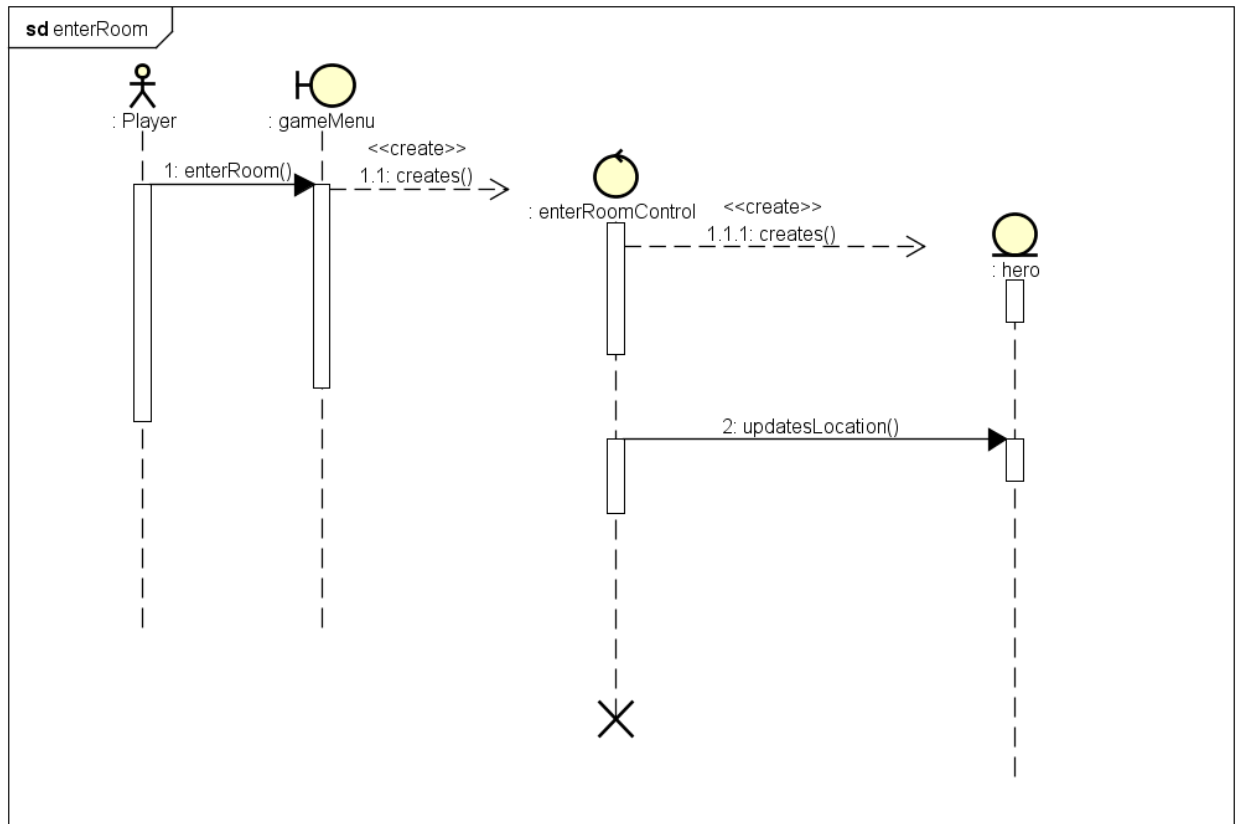 sd enterRoom
: Player
: gameMenu
<<create>>
1: enterRoom()
1.1: creates()
: enterRoomControl
<<create>>
1.1.1: creates()
: hero
2: updatesLocation()